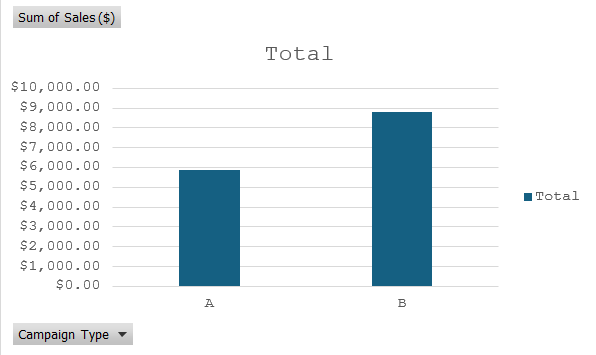 Sum of Sales ($)
Total
$10,000.00
$9,000.00
$8,000.00
$7,000.00
$6,000.00
$5,000.00
$4,000.00
$3,000.00
$2,000.00
$1,000.00
$0.00
A B
Total
Campaign Type